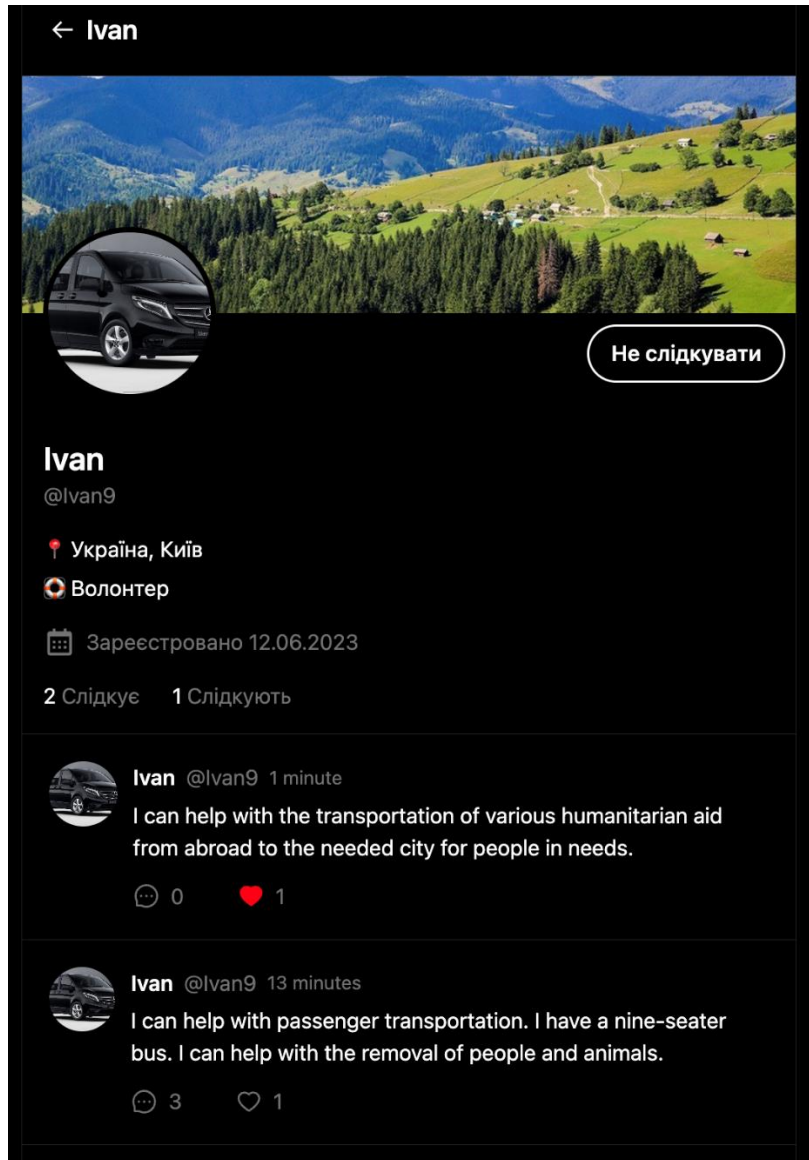 Ivan
Не слідкувати
Ivan
@Ivan9
Україна, Київ
Волонтер
Зареєстровано 12.06.2023
2 Слідкує 1 Слідкують
Ivan @Ivan9 1 minute
I can help with the transportation of various humanitarian aid
from abroad to the needed city for people in needs.
0 1
Ivan @Ivan9 13 minutes
I can help with passenger transportation. I have a nine-seater
bus. I can help with the removal of people and animals.
3 1